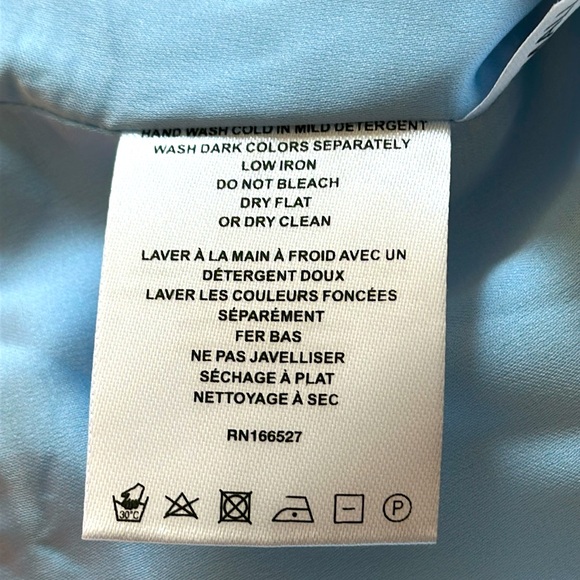 HAND WASH COLD IN MILD DETERGENT
WASH DARK COLORS SEPARATELY
LOW IRON
DO NOT BLEACH
DRY FLAT
OR DRY CLEAN
LAVER À LA MAIN À FROID AVEC UN
DÉTERGENT DOUX
LAVER LES COULEURS FONCÉES
SÉPARÉMENT
FER BAS
NE PAS JAVELLISER
SÉCHAGE À PLAT
NETTOYAGE À SEC
RN166527
30°C P